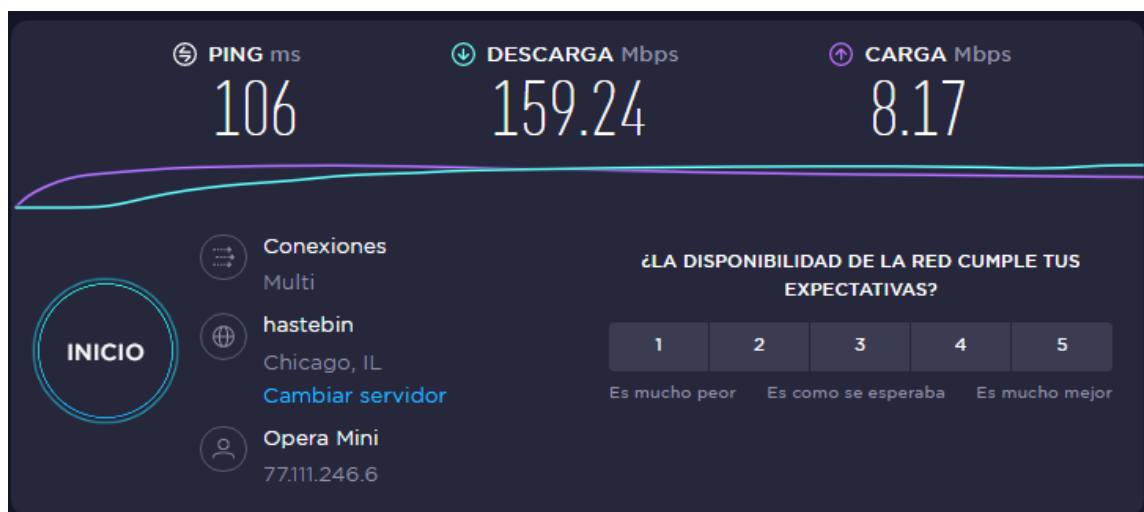 PING ms
DESCARGA Mbps
CARGA Mbps
106
159.24
8.17
Conexiones
Multi
hastebin
Chicago, IL
Cambiar servidor
Opera Mini
77.111.246.6
INICIO
¿LA DISPONIBILIDAD DE LA RED CUMPLE TUS
EXPECTATIVAS?
1 2 3 4 5
Es mucho peor Es como se esperaba Es mucho mejor